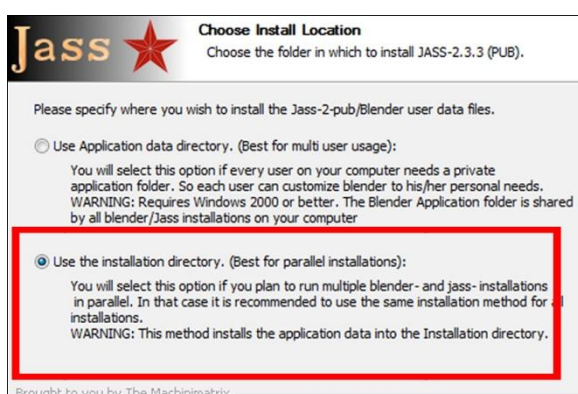 Jass
Choose Install Location
Choose the folder in which to install JASS-2.3.3 (PUB).
Please specify where you wish to install the Jass-2-pub/Blender user data files.
Use Application data directory. (Best for multi user usage):
You will select this option if every user on your computer needs a private
application folder. So each user can customize blender to his/her personal needs.
WARNING: Requires Windows 2000 or better. The Blender Application folder is shared
by all blender/Jass installations on your computer
Use the installation directory. (Best for parallel installations):
You will select this option if you plan to run multiple blender- and jass- installations
in parallel. In that case it is recommended to use the same installation method for all
installations.
WARNING: This method installs the application data into the Installation directory.
Brought to you by The Machinimatrix